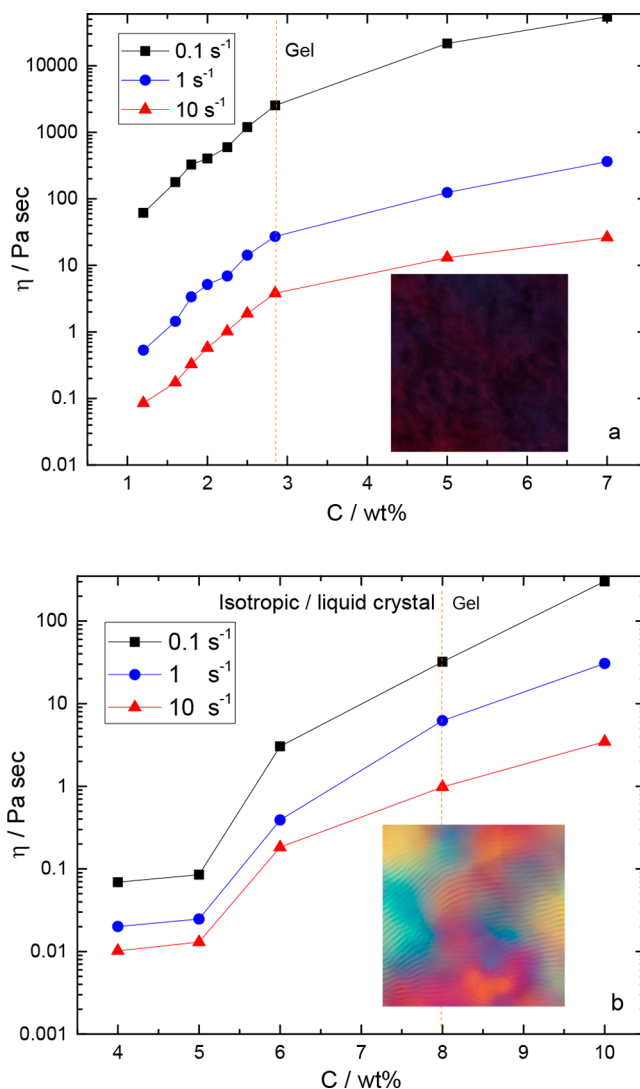 0.1 s⁻¹
1 s⁻¹
10 s⁻¹
Gel
10000
1000
100
10
1
0.1
0.01
η / Pa sec
1 2 3 4 5 6 7
C / wt%
a
Isotropic / liquid crystal Gel
0.1 s⁻¹
1 s⁻¹
10 s⁻¹
100
10
1
0.1
0.01
0.001
η / Pa sec
4 5 6 7 8 9 10
C / wt%
b